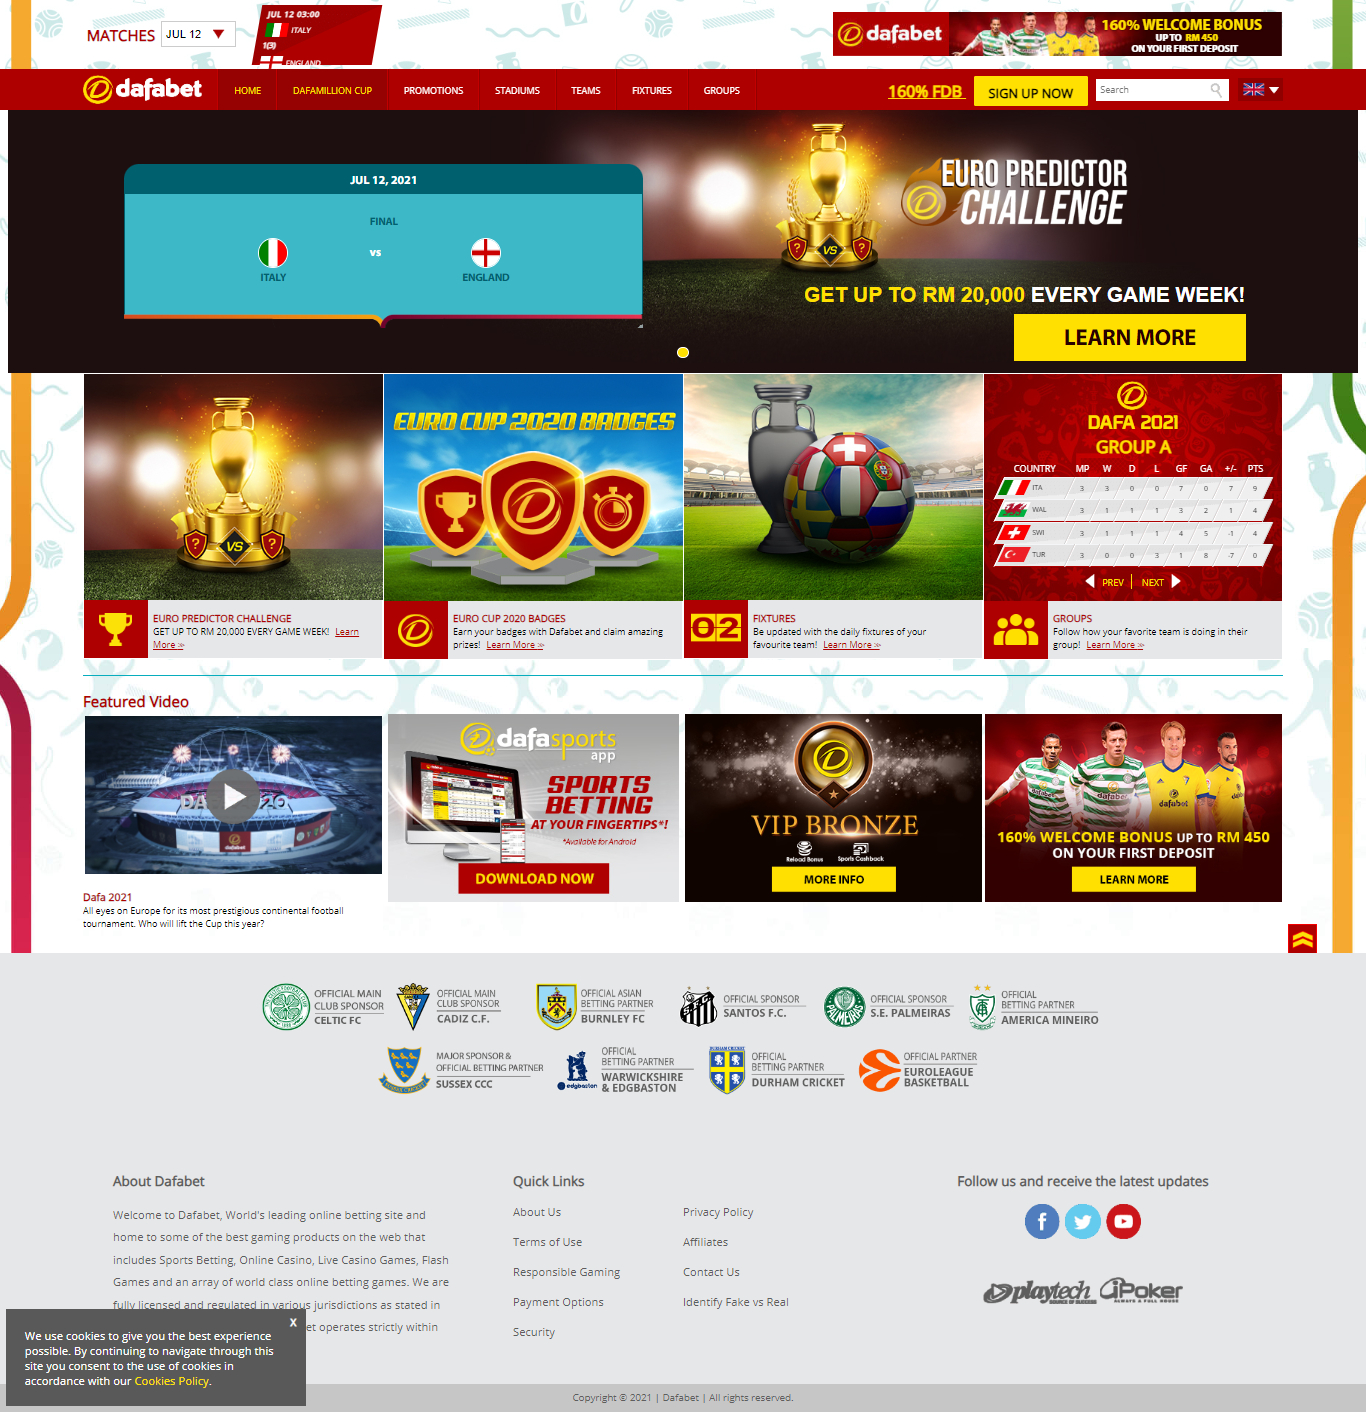 MATCHES
JUL 12
JUL 12 03:00
ITALY
1(3)
ENGLAND
dafabet
160% WELCOME BONUS
UP TO RM 450
ON YOUR FIRST DEPOSIT
dafabet
HOME
DAFAMILLION CUP
PROMOTIONS
STADIUMS
TEAMS
FIXTURES
GROUPS
160% FDB
SIGN UP NOW
Search
JUL 12, 2021
FINAL
VS
ITALY
ENGLAND
? VS ?
EURO PREDICTOR
CHALLENGE
GET UP TO RM 20,000 EVERY GAME WEEK!
LEARN MORE
? VS ?
EURO CUP 2020 BADGES
DAFA 2021
GROUP A
COUNTRY MP W D L GF GA +/- PTS
ITA 3 3 0 0 7 0 7 9
WAL 3 1 1 1 3 2 1 4
SWI 3 1 1 1 4 5 -1 4
TUR 3 0 0 3 1 8 -7 0
PREV | NEXT
EURO PREDICTOR CHALLENGE
GET UP TO RM 20,000 EVERY GAME WEEK! Learn
More >>
EURO CUP 2020 BADGES
Earn your badges with Dafabet and claim amazing
prizes! Learn More >>
02
FIXTURES
Be updated with the daily fixtures of your
favourite team! Learn More >>
GROUPS
Follow how your favorite team is doing in their
group! Learn More >>
Featured Video
dafabet
Dafa 2021
All eyes on Europe for its most prestigious continental football
tournament. Who will lift the Cup this year?
dafasports
app
SPORTS
BETTING
AT YOUR FINGERTIPS*!
*Available for Android
DOWNLOAD NOW
VIP BRONZE
Reload Bonus
Sports Cashback
MORE INFO
dafabet
160% WELCOME BONUS UP TO RM 450
ON YOUR FIRST DEPOSIT
LEARN MORE
OFFICIAL MAIN
CLUB SPONSOR
CELTIC FC
OFFICIAL MAIN
CLUB SPONSOR
CADIZ C.F.
OFFICIAL ASIAN
BETTING PARTNER
BURNLEY FC
OFFICIAL SPONSOR
SANTOS F.C.
PALMEIRAS
OFFICIAL SPONSOR
S.E. PALMEIRAS
OFFICIAL
BETTING PARTNER
AMERICA MINEIRO
MAJOR SPONSOR &
OFFICIAL BETTING PARTNER
SUSSEX CCC
edgbaston
OFFICIAL
BETTING PARTNER
WARWICKSHIRE
& EDGBASTON
DURHAM CRICKET
OFFICIAL
BETTING PARTNER
DURHAM CRICKET
OFFICIAL PARTNER
EUROLEAGUE
BASKETBALL
About Dafabet
Welcome to Dafabet, World's leading online betting site and
home to some of the best gaming products on the web that
includes Sports Betting, Online Casino, Live Casino Games, Flash
Games and an array of world class online betting games. We are
fully licensed and regulated in various jurisdictions as stated in
et operates strictly within
Quick Links
About Us
Terms of Use
Responsible Gaming
Payment Options
Security
Privacy Policy
Affiliates
Contact Us
Identify Fake vs Real
Follow us and receive the latest updates
playtech
SOURCE OF SUCCESS
iPoker
ALWAYS A FULL HOUSE
X
We use cookies to give you the best experience
possible. By continuing to navigate through this
site you consent to the use of cookies in
accordance with our Cookies Policy.
Copyright © 2021 | Dafabet | All rights reserved.